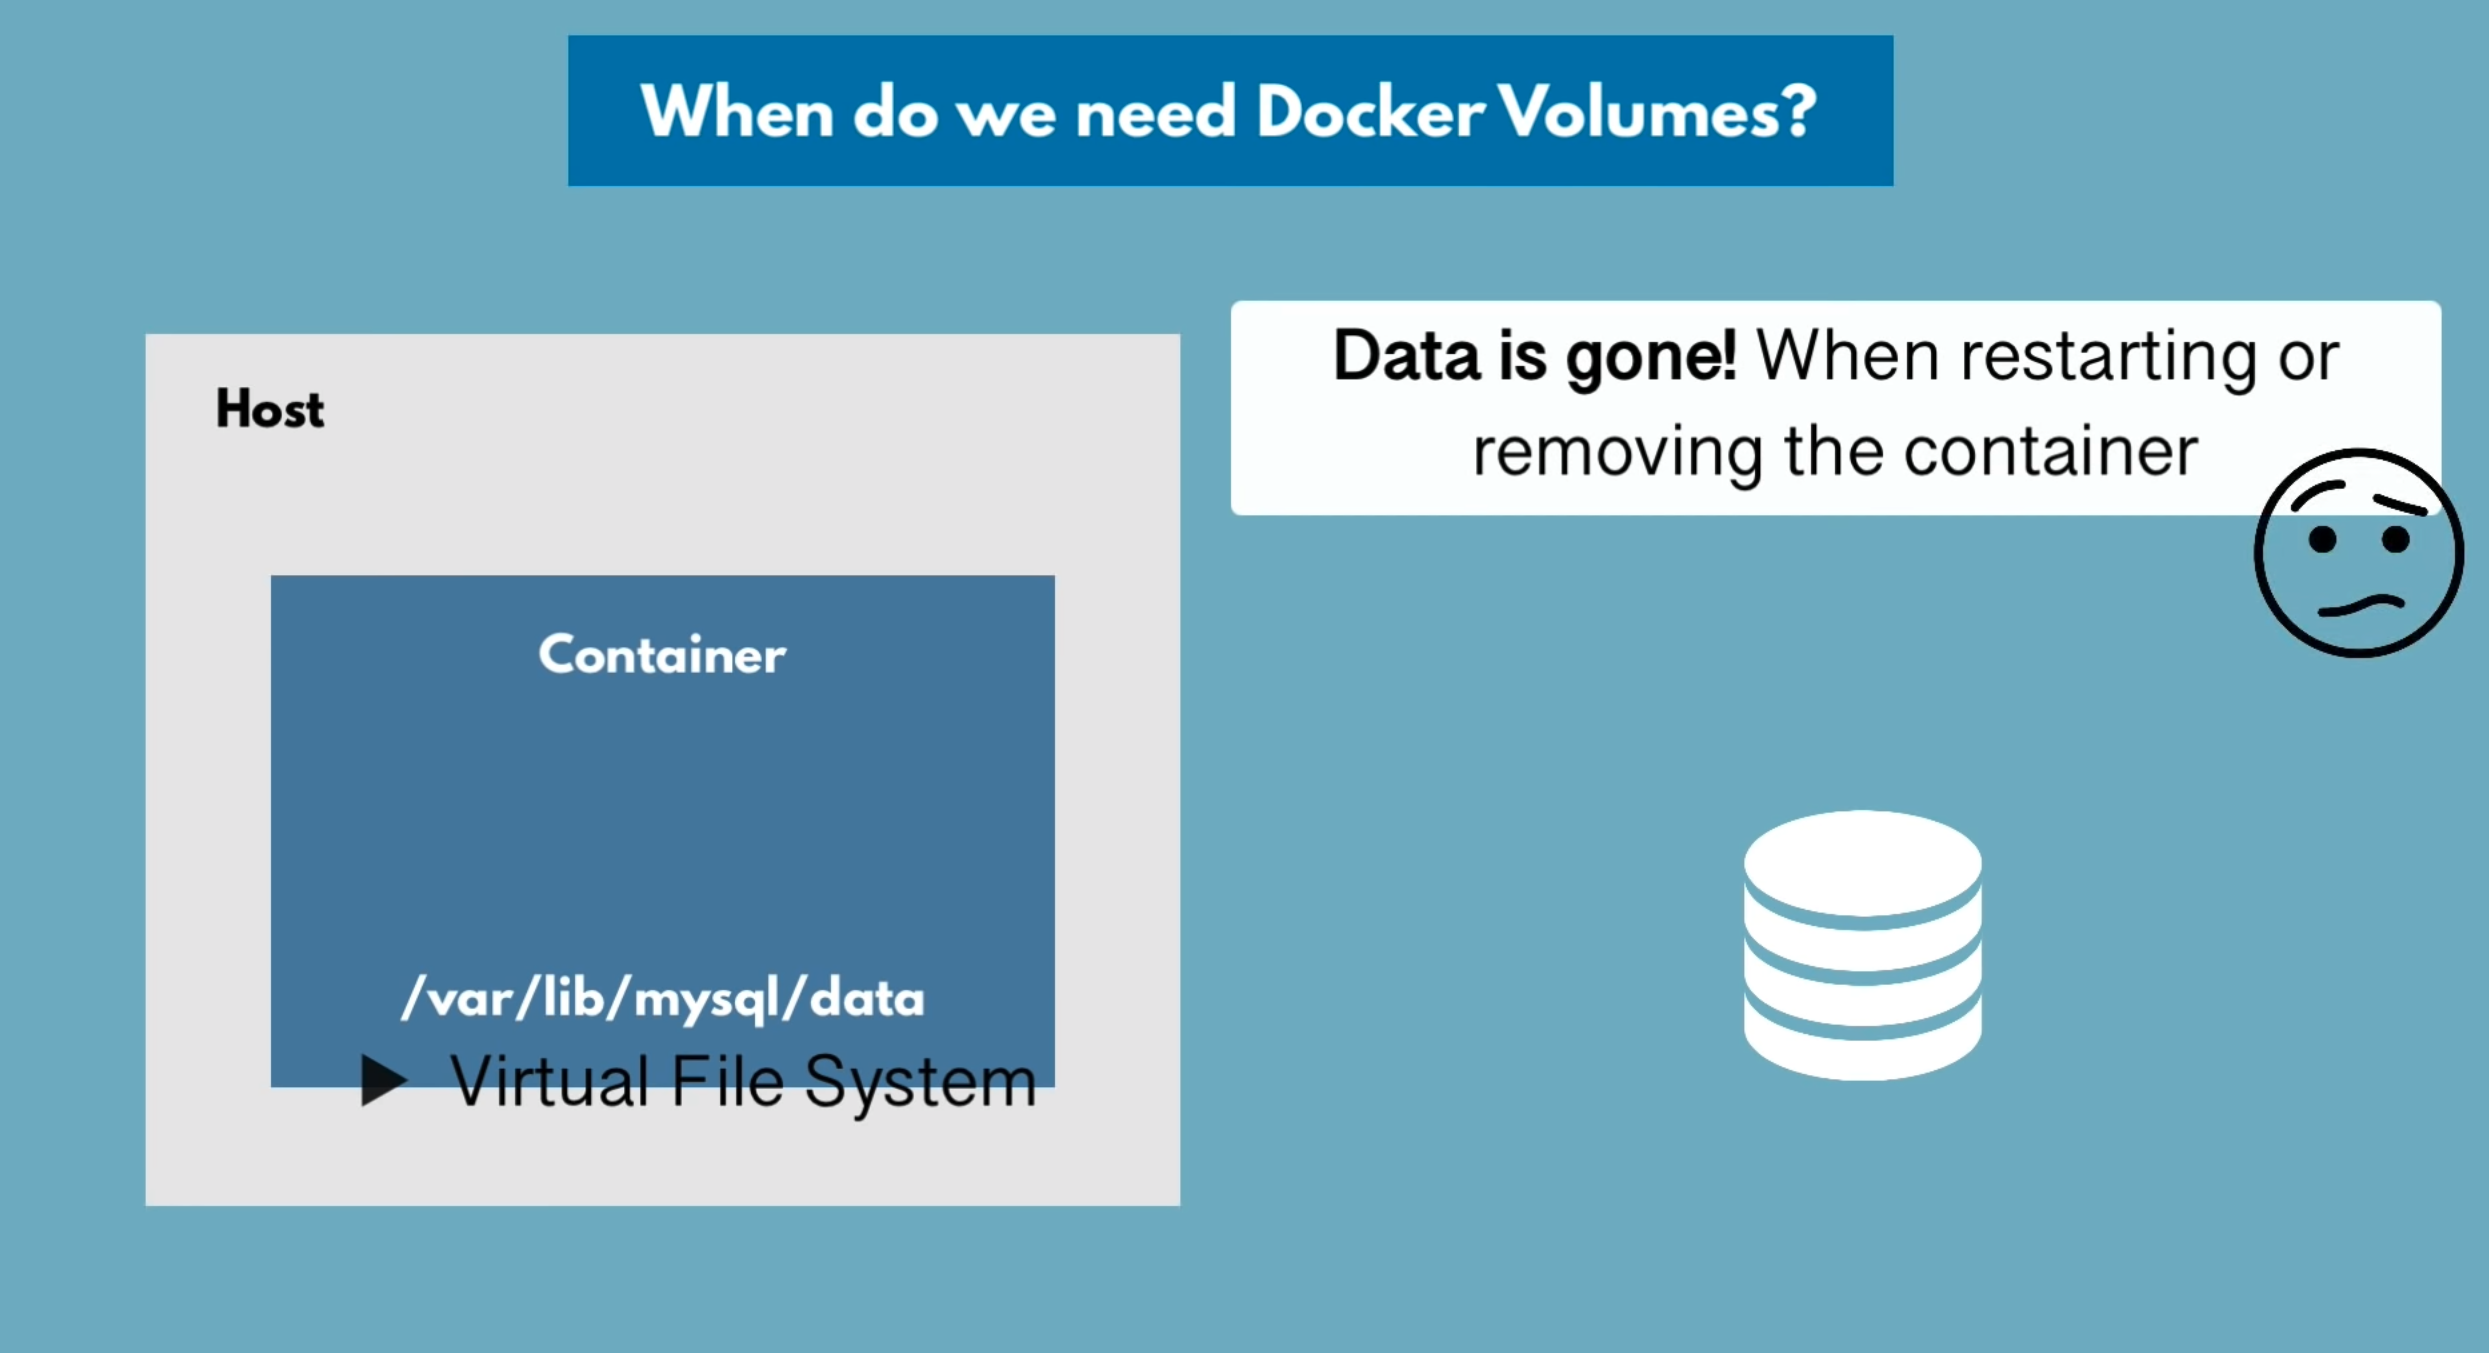 When do we need Docker Volumes?
Host
Container
/var/lib/mysql/data
▶ Virtual File System
Data is gone! When restarting or
removing the container